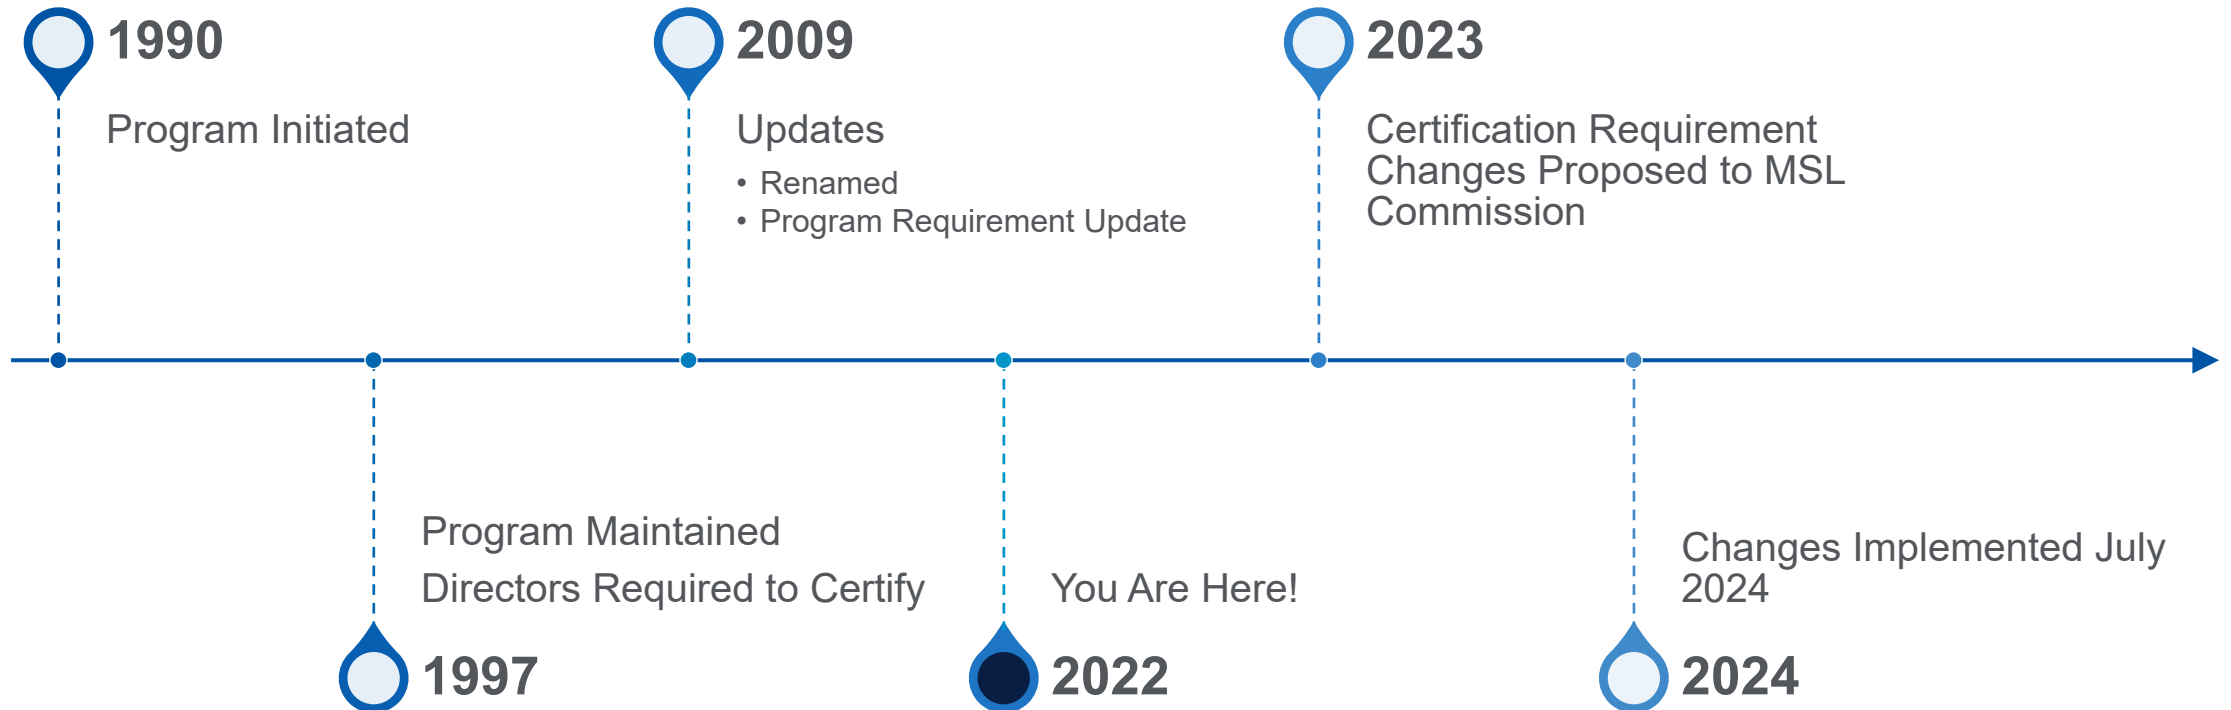 1990
Program Initiated
2009
Updates
• Renamed
• Program Requirement Update
2023
Certification Requirement
Changes Proposed to MSL
Commission
Program Maintained
Directors Required to Certify
1997
You Are Here!
2022
Changes Implemented July
2024
2024